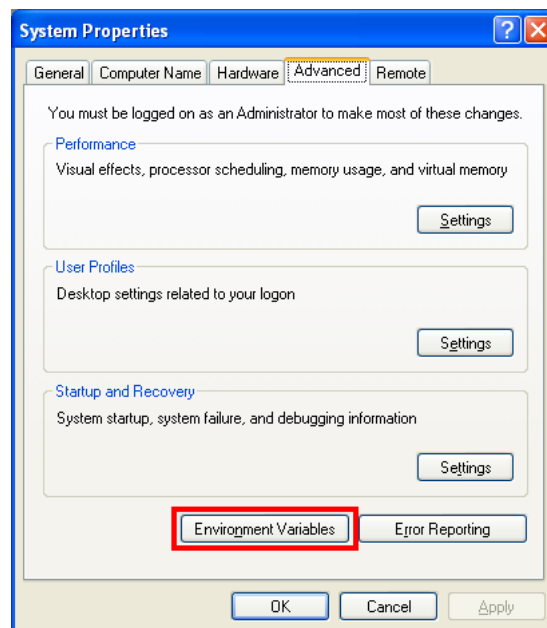 System Properties
General Computer Name Hardware Advanced Remote
You must be logged on as an Administrator to make most of these changes.
Performance
Visual effects, processor scheduling, memory usage, and virtual memory
Settings
User Profiles
Desktop settings related to your logon
Settings
Startup and Recovery
System startup, system failure, and debugging information
Settings
Environment Variables Error Reporting
OK Cancel Apply